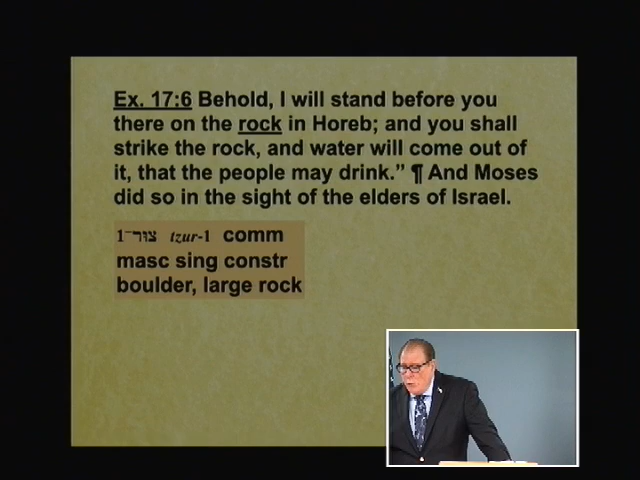 Ex. 17:6 Behold, I will stand before you
there on the rock in Horeb; and you shall
strike the rock, and water will come out of
it, that the people may drink.” ¶ And Moses
did so in the sight of the elders of Israel.
צוּר־1 tzur-1 comm
masc sing constr
boulder, large rock